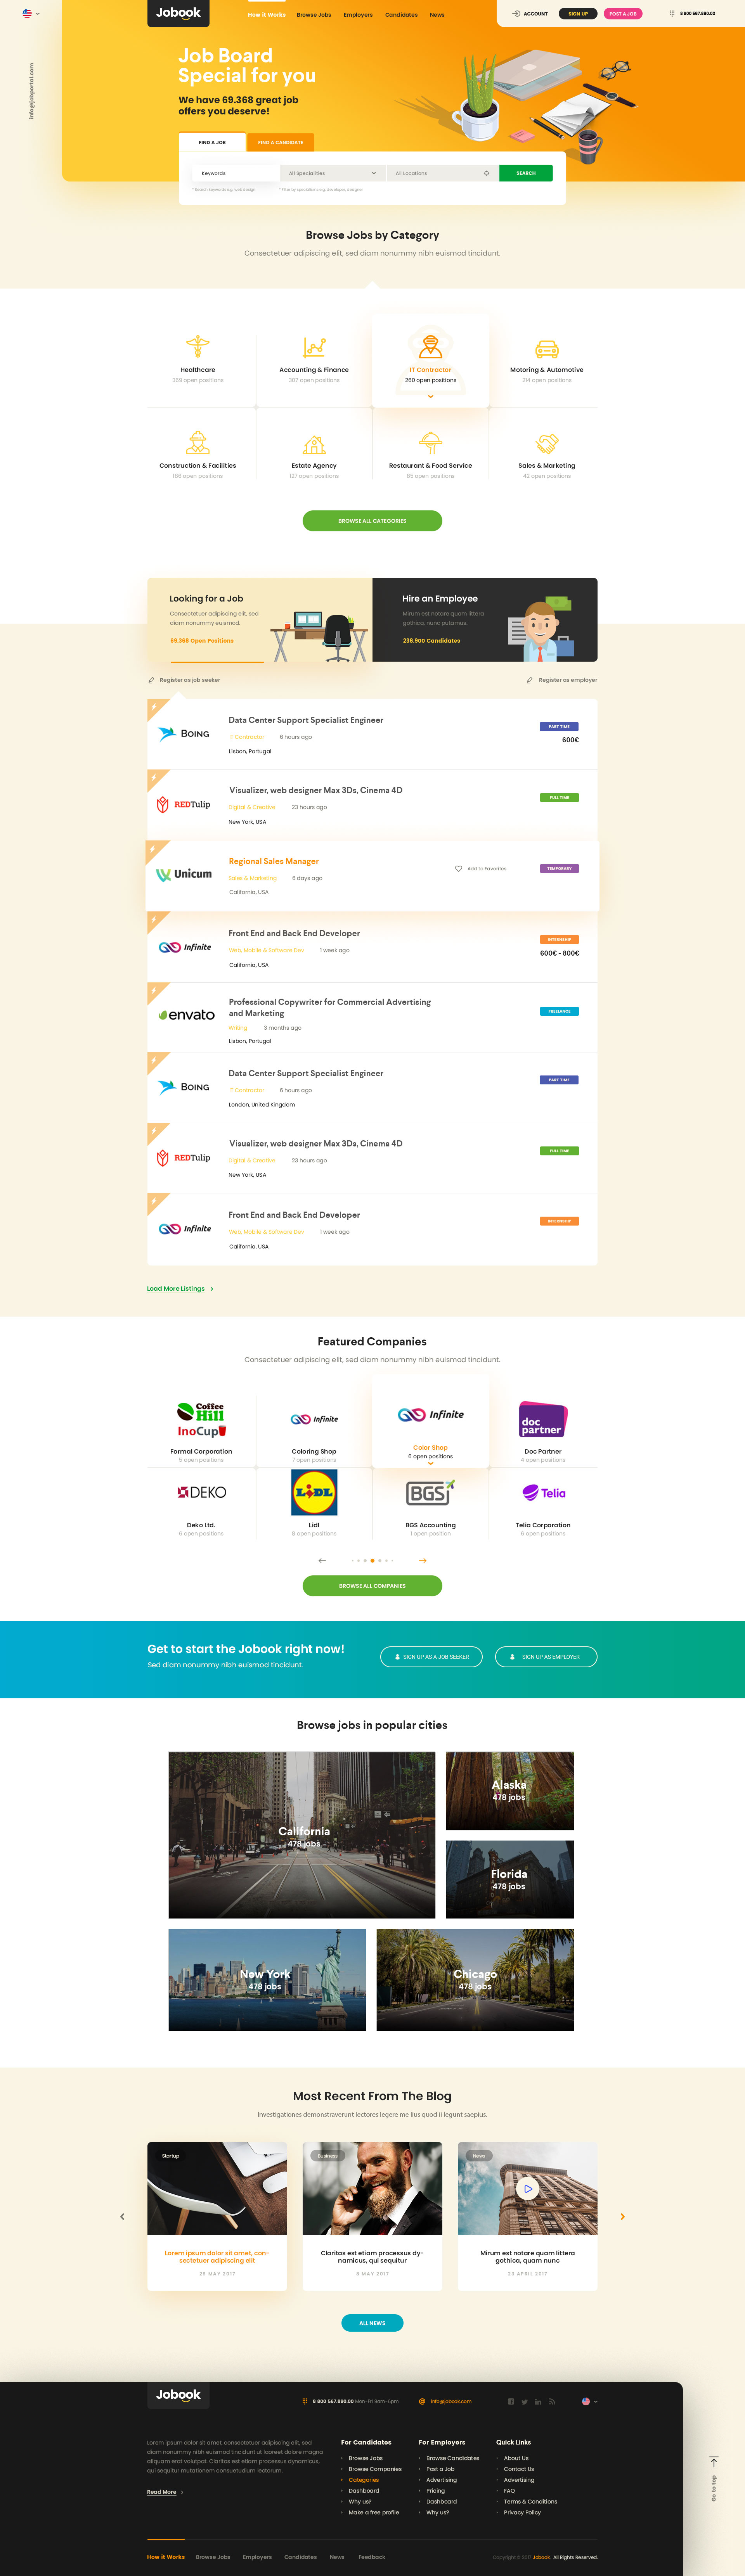 Jobook
How it Works
Browse Jobs
Employers
Candidates
News
ACCOUNT
SIGN UP
POST A JOB
8 800 567.890.00
info@jobportal.com
Job Board
Special for you
We have 69.368 great job
offers you deserve!
FIND A JOB
FIND A CANDIDATE
Keywords
All Specialities
All Locations
SEARCH
* Search keywords e.g. web design
* Filter by specialisms e.g. developer, designer
Browse Jobs by Category
Consectetuer adipiscing elit, sed diam nonummy nibh euismod tincidunt.
Healthcare
369 open positions
Accounting & Finance
207 open positions
IT Contractor
260 open positions
Motoring & Automotive
214 open positions
Construction & Facilities
186 open positions
Estate Agency
127 open positions
Restaurant & Food Service
85 open positions
Sales & Marketing
42 open positions
BROWSE ALL CATEGORIES
Looking for a Job
Consectetuer adipiscing elit, sed
diam nonummy euismod.
69.368 Open Positions
Hire an Employee
Mirum est notare quam littera
gothica, nunc putamus.
238.900 Candidates
Register as job seeker
Register as employer
BOING
Data Center Support Specialist Engineer
IT Contractor
6 hours ago
Lisbon, Portugal
PART TIME
600€
REDTulip
Visualizer, web designer Max 3Ds, Cinema 4D
Digital & Creative
23 hours ago
New York, USA
FULL TIME
Unicum
Regional Sales Manager
Sales & Marketing
6 days ago
California, USA
Add to Favorites
TEMPORARY
Infinite
Front End and Back End Developer
Web, Mobile & Software Dev
1 week ago
California, USA
INTERNSHIP
600€ - 800€
envato
Professional Copywriter for Commercial Advertising
and Marketing
Writing
3 months ago
Lisbon, Portugal
FREELANCE
BOING
Data Center Support Specialist Engineer
IT Contractor
6 hours ago
London, United Kingdom
PART TIME
REDTulip
Visualizer, web designer Max 3Ds, Cinema 4D
Digital & Creative
23 hours ago
New York, USA
FULL TIME
Infinite
Front End and Back End Developer
Web, Mobile & Software Dev
1 week ago
California, USA
INTERNSHIP
Load More Listings
Featured Companies
Consectetuer adipiscing elit, sed diam nonummy nibh euismod tincidunt.
Coffee
Hill
InoCup
Formal Corporation
5 open positions
Infinite
Coloring Shop
7 open positions
Infinite
Color Shop
6 open positions
doc
partner
Doc Partner
4 open positions
DEKO
Deko Ltd.
6 open positions
LIDL
Lidl
8 open positions
BGS
BGS Accounting
1 open position
Telia
Telia Corporation
6 open positions
BROWSE ALL COMPANIES
Get to start the Jobook right now!
Sed diam nonummy nibh euismod tincidunt.
SIGN UP AS A JOB SEEKER
SIGN UP AS EMPLOYER
Browse jobs in popular cities
California
478 jobs
Alaska
478 jobs
Florida
478 jobs
New York
478 jobs
Chicago
478 jobs
Most Recent From The Blog
Investigationes demonstraverunt lectores legere me lius quod ii legunt saepius.
Startup
Lorem ipsum dolor sit amet, con-
sectetuer adipiscing elit
29 MAY 2017
Business
Claritas est etiam processus dy-
namicus, qui sequitur
8 MAY 2017
News
Mirum est notare quam littera
gothica, quam nunc
22 APRIL 2017
ALL NEWS
Jobook
8 800 567.890.00 Mon-Fri 9am-5pm
info@jobook.com
Lorem ipsum dolor sit amet, consectetuer adipiscing elit, sed
diam nonummy nibh euismod tincidunt ut laoreet dolore magna
aliquam erat volutpat. Claritas est etiam processus dynamicus,
qui sequitur mutationem consuetudium lectorum.
Read More
For Candidates
Browse Jobs
Browse Companies
Categories
Dashboard
Why us?
Make a free profile
For Employers
Browse Candidates
Post a Job
Advertising
Pricing
Dashboard
Why us?
Quick Links
About Us
Contact Us
Advertising
FAQ
Terms & Conditions
Privacy Policy
Go to top
How it Works
Browse Jobs
Employers
Candidates
News
Feedback
Copyright © 2017 Jobook. All Rights Reserved.